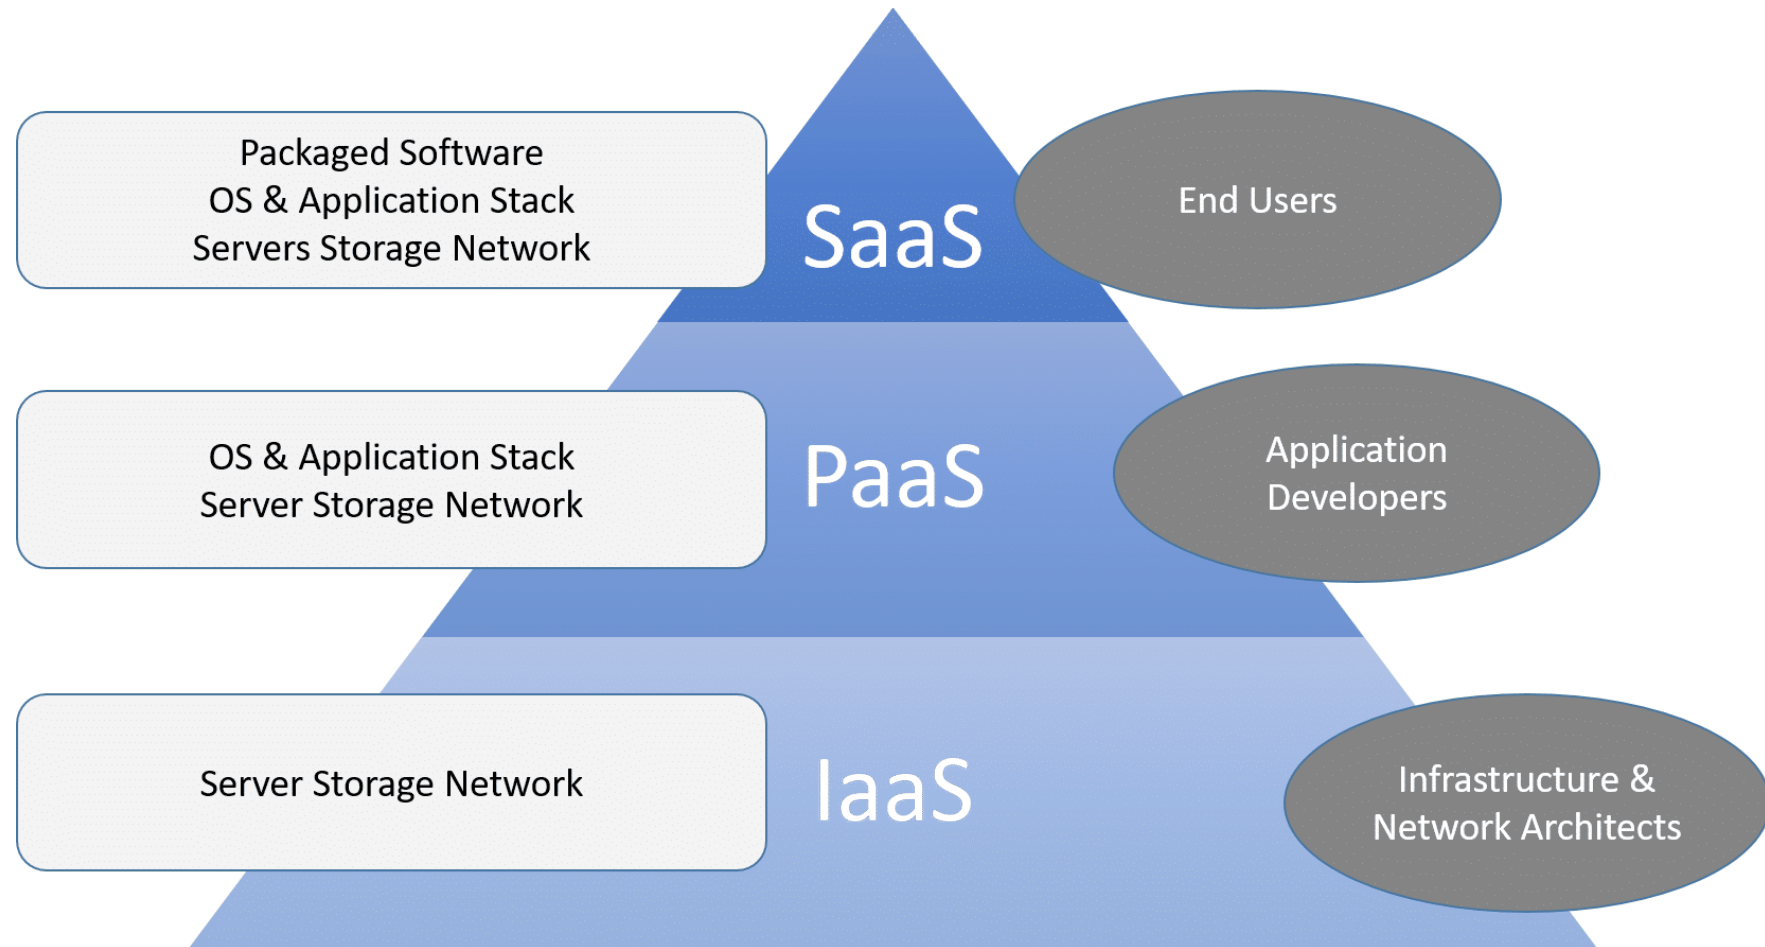 Packaged Software
OS & Application Stack
Servers Storage Network
SaaS
End Users
OS & Application Stack
Server Storage Network
PaaS
Application
Developers
Server Storage Network
IaaS
Infrastructure &
Network Architects